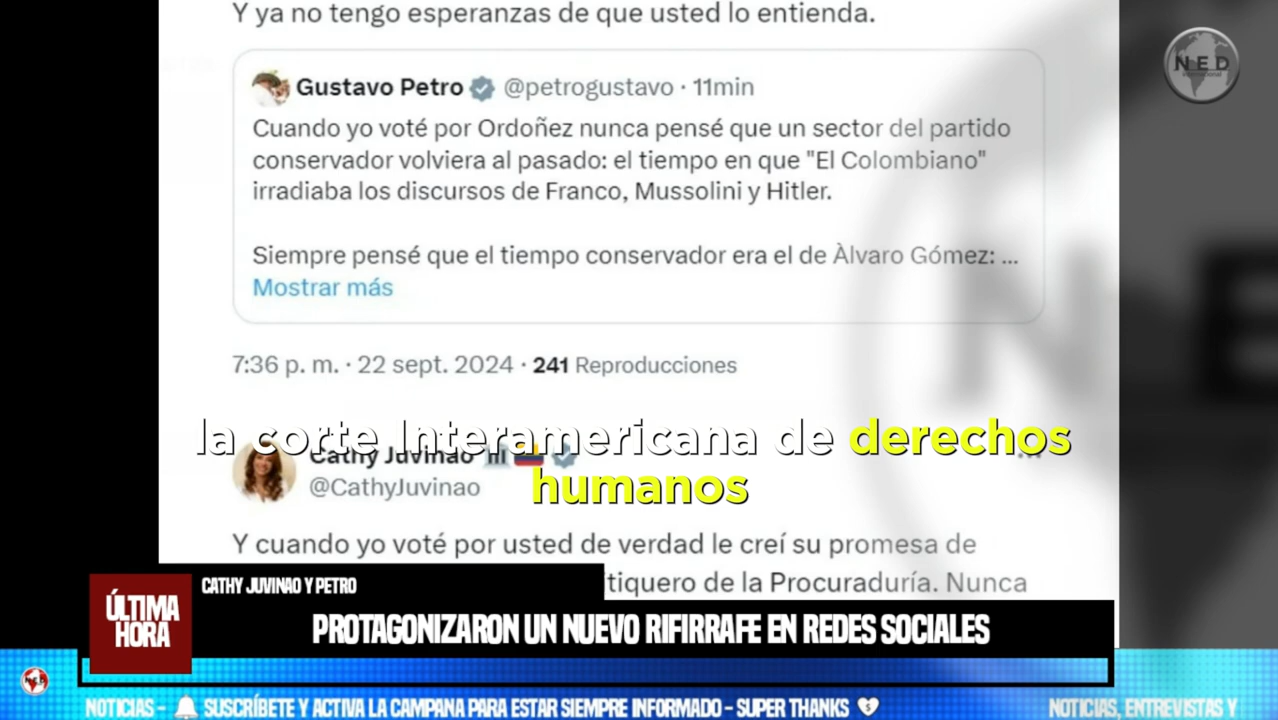 Y ya no tengo esperanzas de que usted lo entienda.
NED
International
Gustavo Petro @petrogustavo · 11min
Cuando yo voté por Ordoñez nunca pensé que un sector del partido
conservador volviera al pasado: el tiempo en que "El Colombiano"
irradiaba los discursos de Franco, Mussolini y Hitler.
Siempre pensé que el tiempo conservador era el de Àlvaro Gómez: ...
Mostrar más
7:36 p. m. · 22 sept. 2024 · 241 Reproducciones
la corte Interamericana de derechos
humanos
Cathy Juvinao
@CathyJuvinao
Y cuando yo voté por usted de verdad le creí su promesa de
tiquero de la Procuraduría. Nunca
ÚLTIMA
HORA
CATHY JUVINAO Y PETRO
PROTAGONIZARON UN NUEVO RIFIRRAFE EN REDES SOCIALES
NOTICIAS - SUSCRÍBETE Y ACTIVA LA CAMPANA PARA ESTAR SIEMPRE INFORMADO - SUPER THANKS NOTICIAS, ENTREVISTAS Y